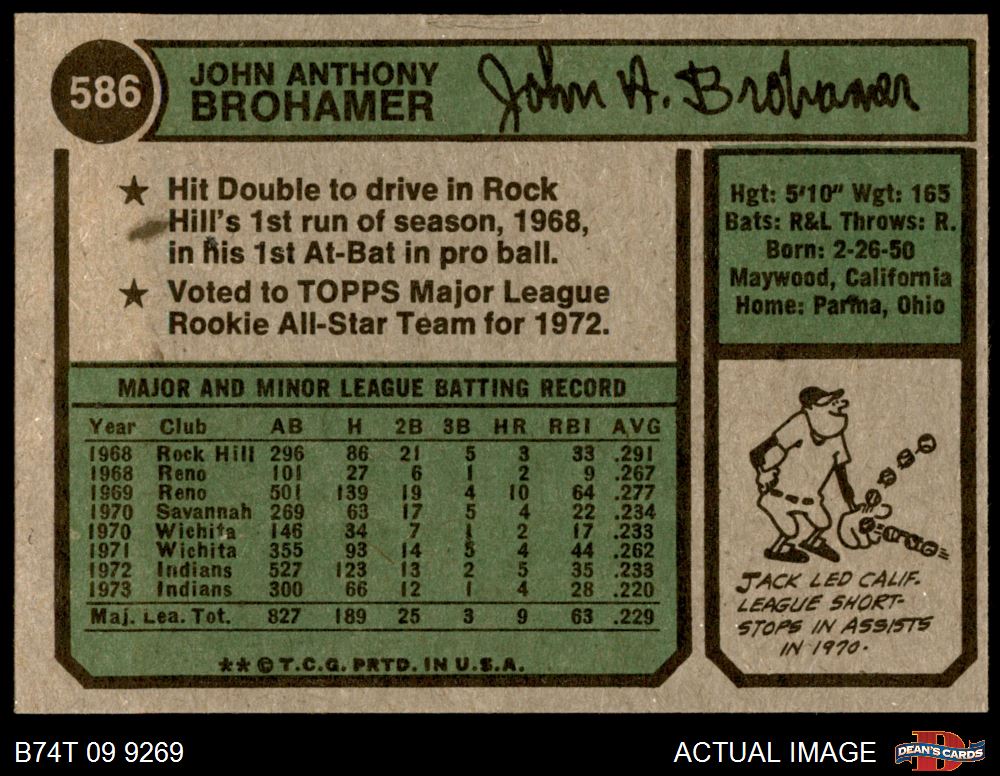 586
JOHN ANTHONY
BROHAMER
John A. Brohamer
★ Hit Double to drive in Rock
Hill's 1st run of season, 1968,
in his 1st At-Bat in pro ball.
★ Voted to TOPPS Major League
Rookie All-Star Team for 1972.
Hgt: 5'10" Wgt: 165
Bats: R&L Throws: R.
Born: 2-26-50
Maywood, California
Home: Parma, Ohio
MAJOR AND MINOR LEAGUE BATTING RECORD
Year Club AB H 2B 3B HR RBI AVG
1968 Rock Hill 296 86 21 5 3 33 .291
1968 Reno 101 27 6 1 2 9 .267
1969 Reno 501 139 19 4 10 64 .277
1970 Savannah 269 63 17 5 4 22 .234
1970 Wichita 146 34 7 1 2 17 .233
1971 Wichita 355 93 14 5 4 44 .262
1972 Indians 527 123 13 2 5 35 .233
1973 Indians 300 66 12 1 4 28 .220
Maj. Lea. Tot. 827 189 25 3 9 63 .229
**©T.C.G. PRTD. IN U.S.A.
JACK LED CALIF.
LEAGUE SHORT-
STOPS IN ASSISTS
IN 1970.
B74T 09 9269
ACTUAL IMAGE
DEAN'S CARDS